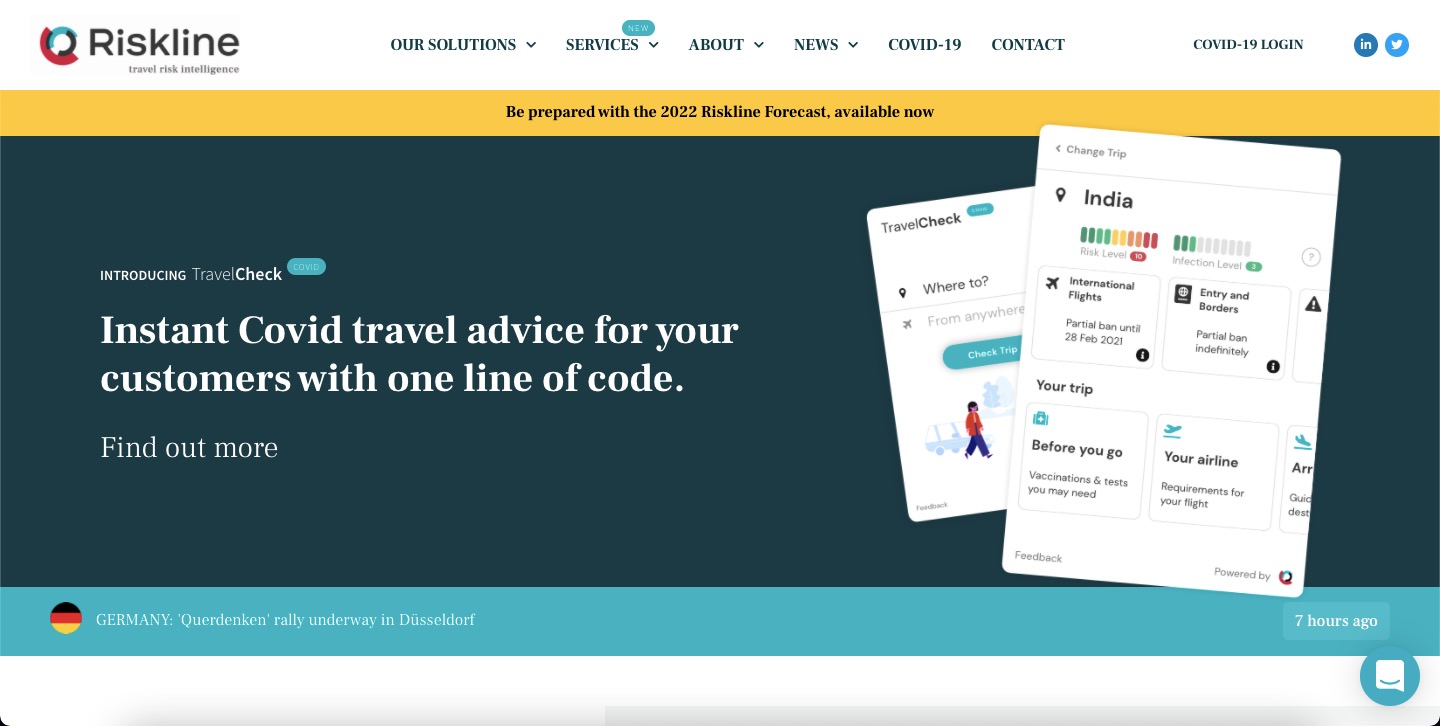 Riskline
travel risk intelligence
OUR SOLUTIONS
NEW
SERVICES
ABOUT
NEWS
COVID-19
CONTACT
COVID-19 LOGIN
in
Be prepared with the 2022 Riskline Forecast, available now
INTRODUCING TravelCheck COVID
Instant Covid travel advice for your
customers with one line of code.
Find out more
TravelCheck
Where to?
From anywhere
Check Trip
Feedback
Change Trip
India
Risk Level 10
Infection Level 3
?
International
Flights
Partial ban until
28 Feb 2021
Entry and
Borders
Partial ban
indefinitely
Your trip
Before you go
Vaccinations & tests
you may need
Your airline
Requirements for
your flight
Arr
Guid
dest
Feedback
Powered by
GERMANY: 'Querdenken' rally underway in Düsseldorf
7 hours ago